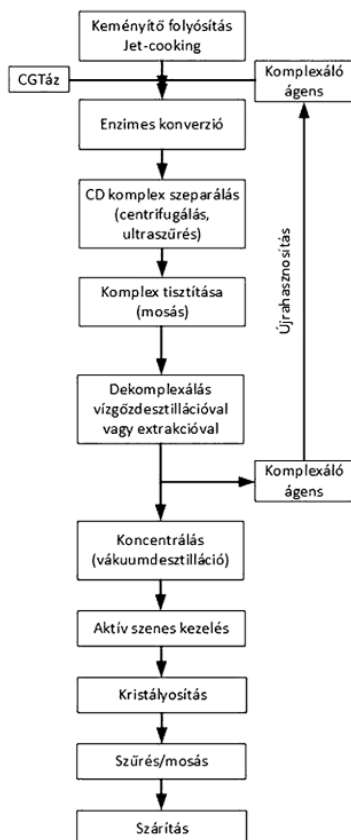 Keményítő folyósítás
Jet-cooking
CGTáz
Komplexáló
ágens
Enzimes konverzió
CD komplex szeparálás
(centrifugálás,
ultraszűrés)
Komplex tisztítása
(mosás)
Újrahasznosítás
Dekomplexálás
vízgőzdesztillációval
vagy extrakcióval
Komplexáló
ágens
Koncentrálás
(vákuumdesztilláció)
Aktív szenes kezelés
Kristályosítás
Szűrés/mosás
Szárítás